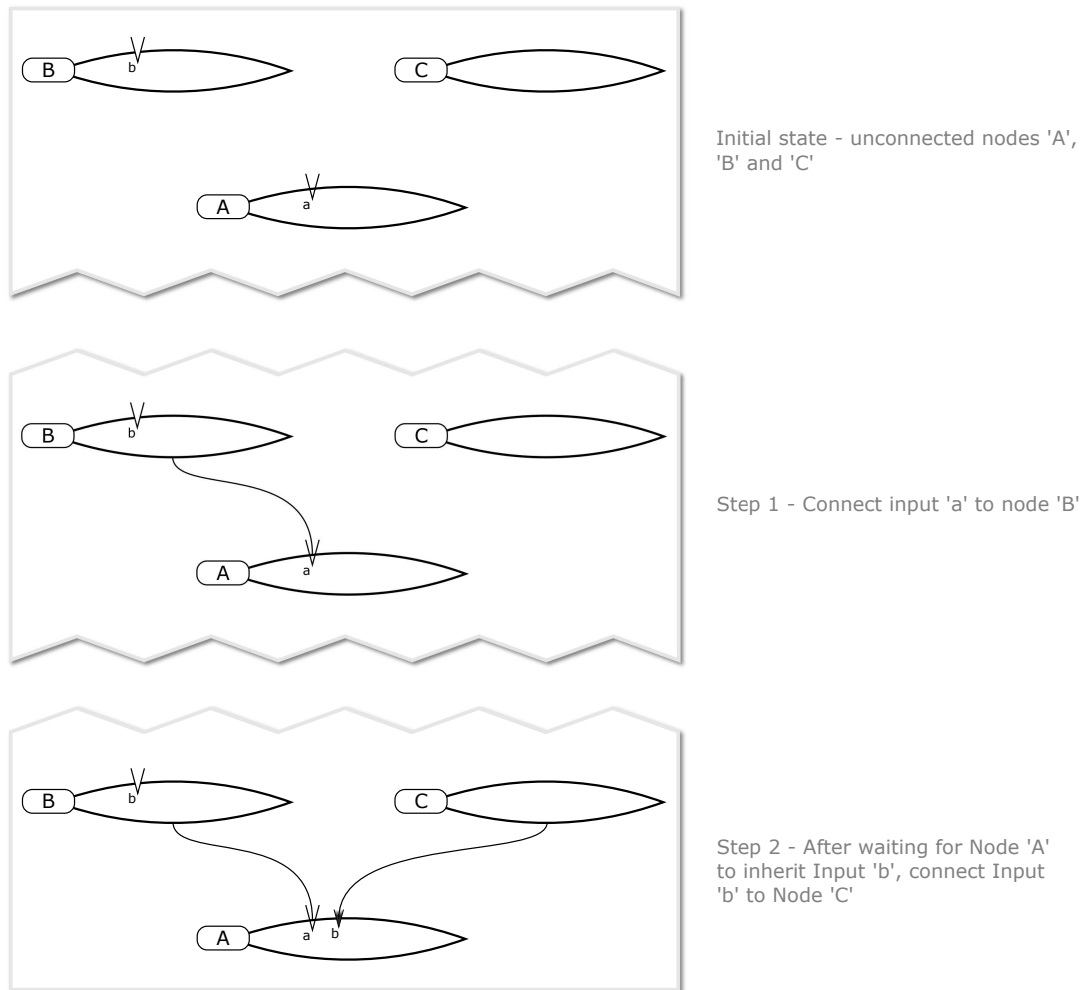 B
b
C
Initial state - unconnected nodes 'A',
'B' and 'C'
A
a
B
b
C
Step 1 - Connect input 'a' to node 'B'
A
a
B
b
C
Step 2 - After waiting for Node 'A'
to inherit Input 'b', connect Input
'b' to Node 'C'
A
a
b